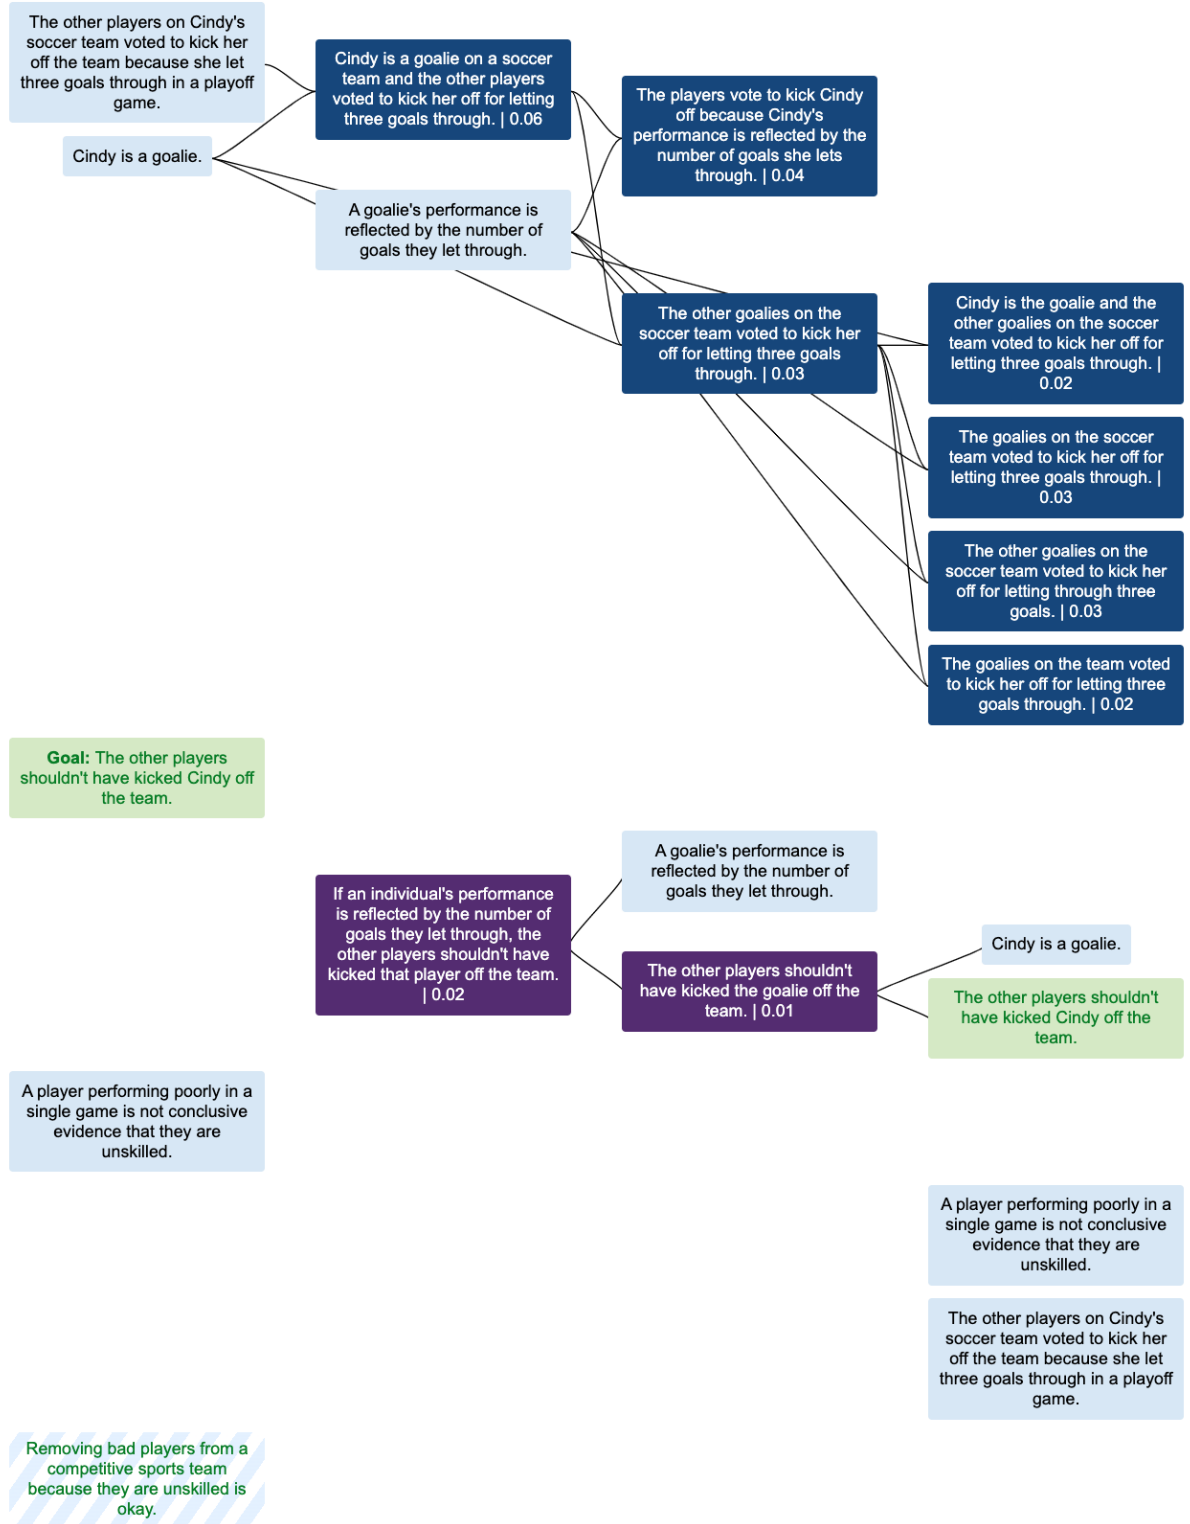 The other players on Cindy's
soccer team voted to kick her
off the team because she let
three goals through in a playoff
game.
Cindy is a goalie.
Cindy is a goalie on a soccer
team and the other players
voted to kick her off for letting
three goals through. | 0.06
A goalie's performance is
reflected by the number of
goals they let through.
The players vote to kick Cindy
off because Cindy's
performance is reflected by the
number of goals she lets
through. | 0.04
The other goalies on the
soccer team voted to kick her
off for letting three goals
through. | 0.03
Cindy is the goalie and the
other goalies on the soccer
team voted to kick her off for
letting three goals through. |
0.02
The goalies on the soccer
team voted to kick her off for
letting three goals through. |
0.03
The other goalies on the
soccer team voted to kick her
off for letting through three
goals. | 0.03
The goalies on the team voted
to kick her off for letting three
goals through. | 0.02
Goal: The other players
shouldn't have kicked Cindy off
the team.
If an individual's performance
is reflected by the number of
goals they let through, the
other players shouldn't have
kicked that player off the team.
| 0.02
A goalie's performance is
reflected by the number of
goals they let through.
The other players shouldn't
have kicked the goalie off the
team. | 0.01
Cindy is a goalie.
The other players shouldn't
have kicked Cindy off the
team.
A player performing poorly in a
single game is not conclusive
evidence that they are
unskilled.
A player performing poorly in a
single game is not conclusive
evidence that they are
unskilled.
The other players on Cindy's
soccer team voted to kick her
off the team because she let
three goals through in a playoff
game.
Removing bad players from a
competitive sports team
because they are unskilled is
okay.